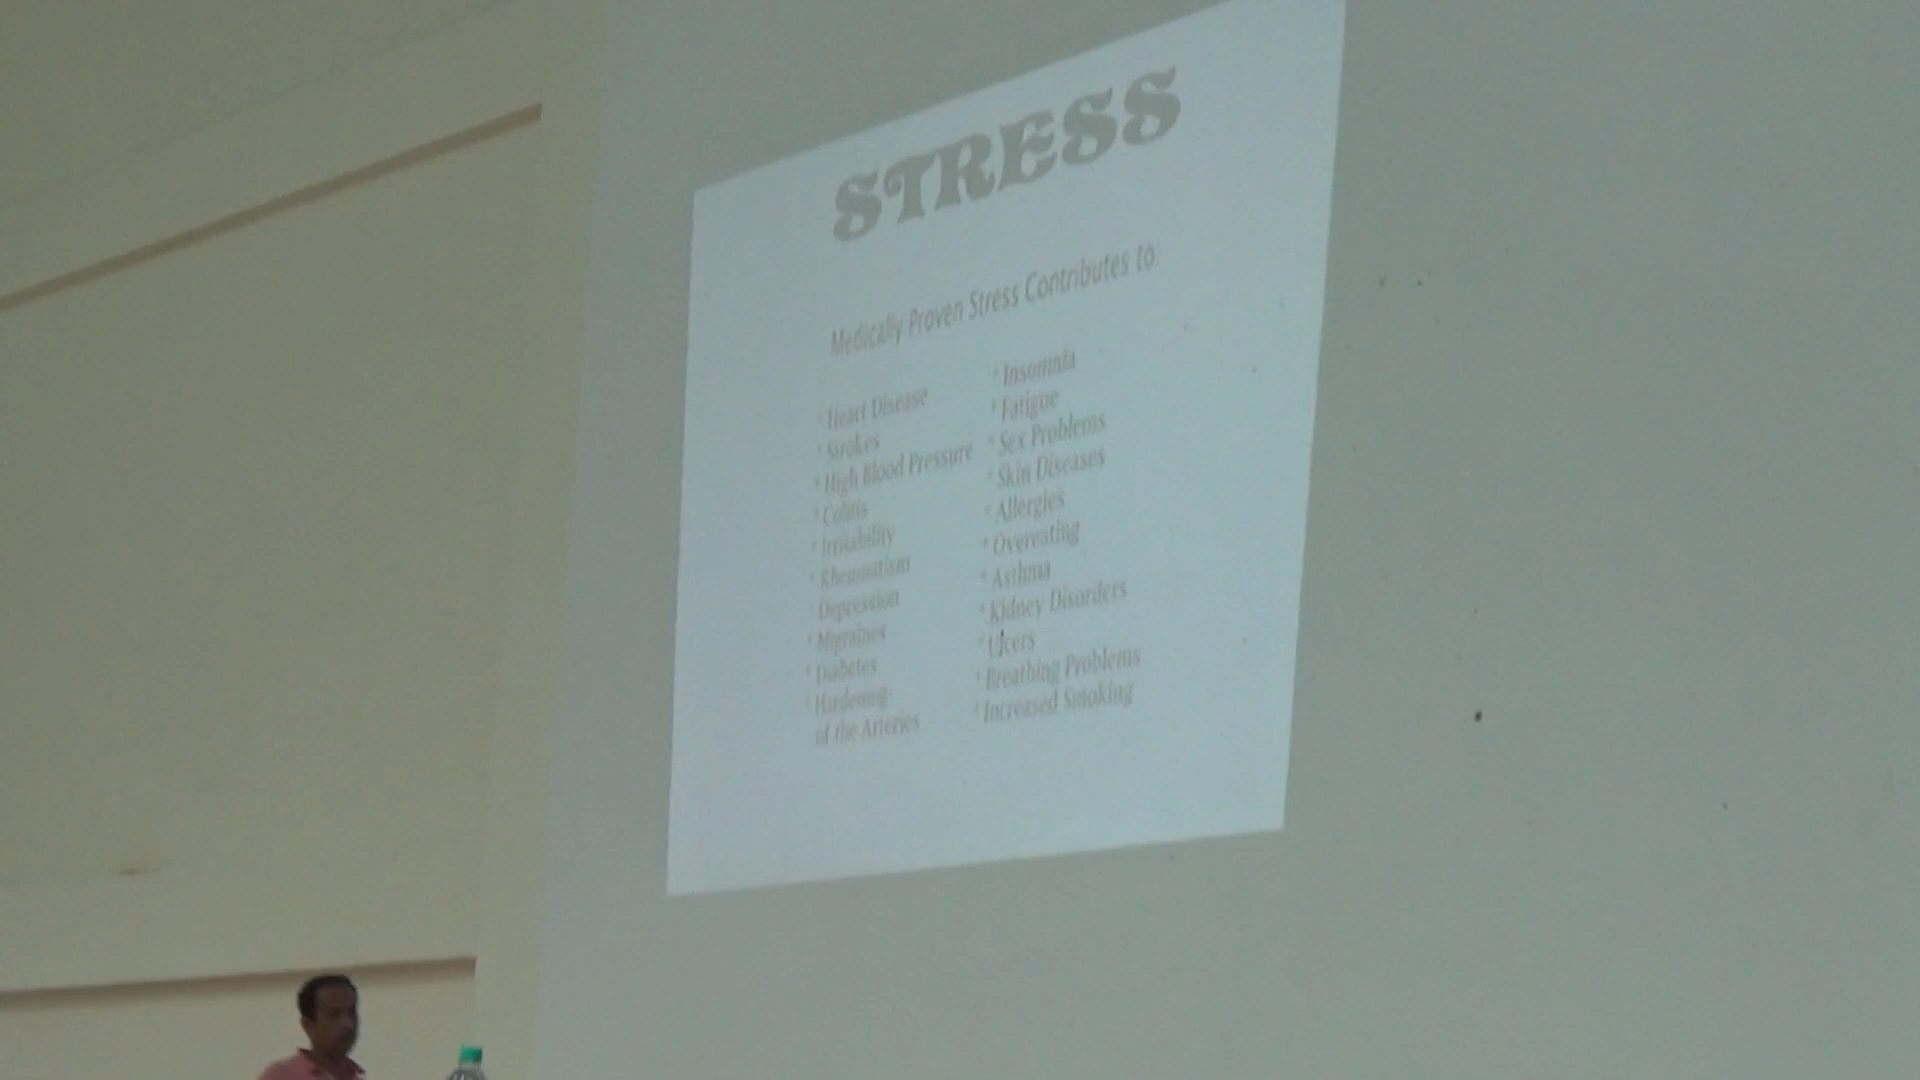 STRESS
Medically Proven Stress Contributes to
* Heart Disease
* Strokes
* High Blood Pressure
* Colitis
* Irritability
* Rheumatism
* Depression
* Migraines
* Diabetes
* Hardening
of the Arteries
* Insomnia
* Fatigue
* Sex Problems
* Skin Diseases
* Allergies
* Overeating
* Asthma
* Kidney Disorders
* Ulcers
* Breathing Problems
* Increased Smoking